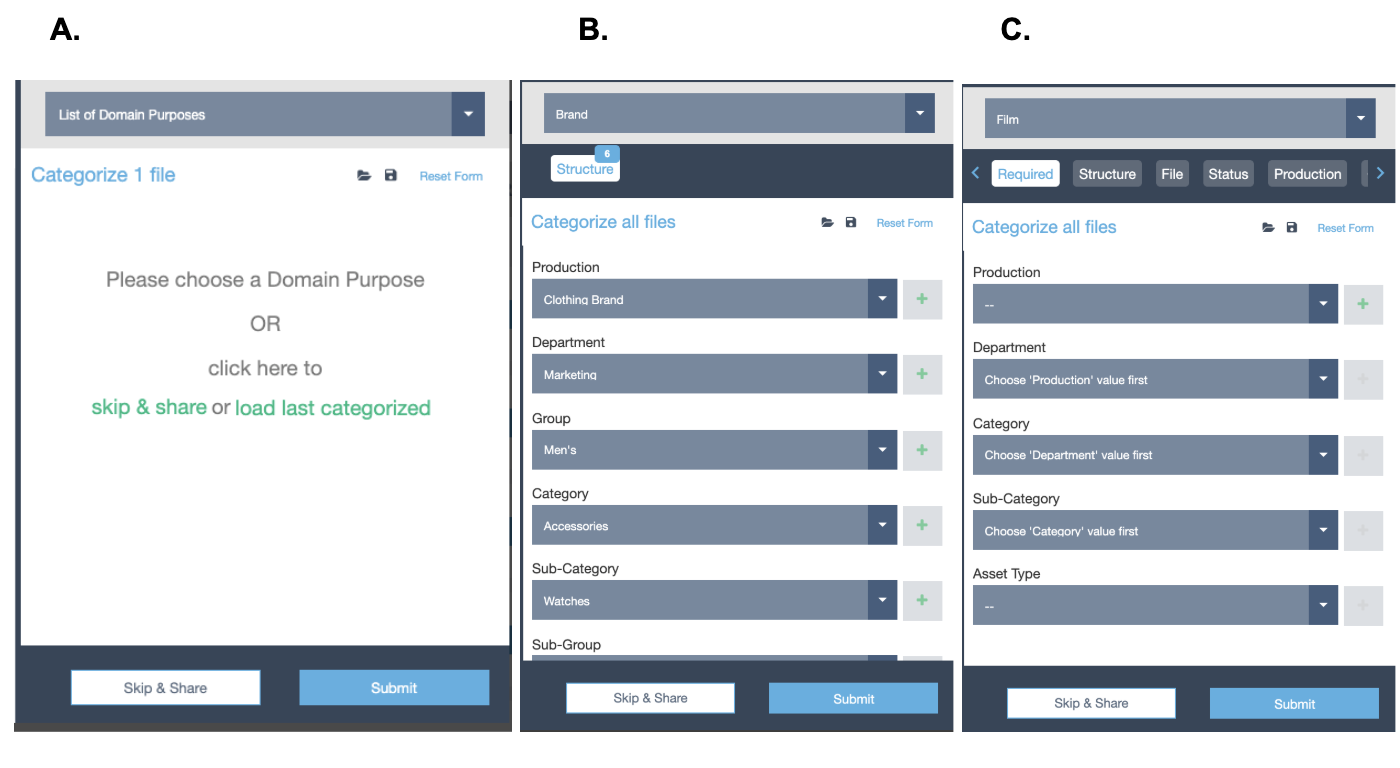 A.
List of Domain Purposes
Categorize 1 file
Reset Form
Please choose a Domain Purpose
OR
click here to
skip & share or load last categorized
Skip & Share
Submit
B.
Brand
6
Structure
Categorize all files
Reset Form
Production
Clothing Brand
Department
Marketing
Group
Men's
Category
Accessories
Sub-Category
Watches
Sub-Group
Skip & Share
Submit
C.
Film
Required Structure File Status Production
Categorize all files
Reset Form
Production
--
Department
Choose 'Production' value first
Category
Choose 'Department' value first
Sub-Category
Choose 'Category' value first
Asset Type
--
Skip & Share
Submit